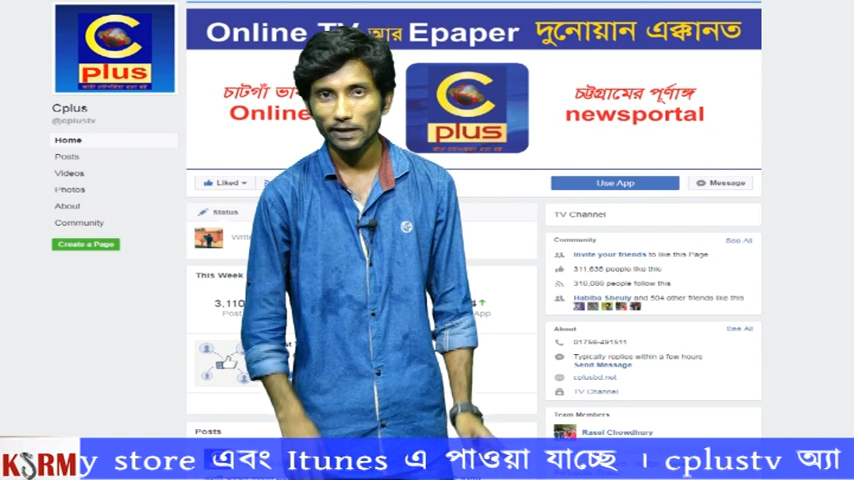 Online TV আর Epaper দুনোয়ান এক্কানত
C
plus
চাটগাঁ
Online
C
plus
চট্টগ্রামের পূর্ণাঙ্গ
newsportal
Cplus
@cplustv
Home
Posts
Videos
Photos
About
Community
Create a Page
Liked
Use App
Message
Status
This Week
3,110
Post
App
Posts
TV Channel
Community
See All
Invite your friends to like this Page
311,636 people like this
316,066 people follow this
Habiba Sheuly and 504 other friends like this
About
See All
01756-491511
Typically replies within a few hours
Send Message
cplusbd.net
TV Channel
Team Members
Rasel Chowdhury
KSRM
y store এবং Itunes এ পাওয়া যাচ্ছে । cplustv অ্যা